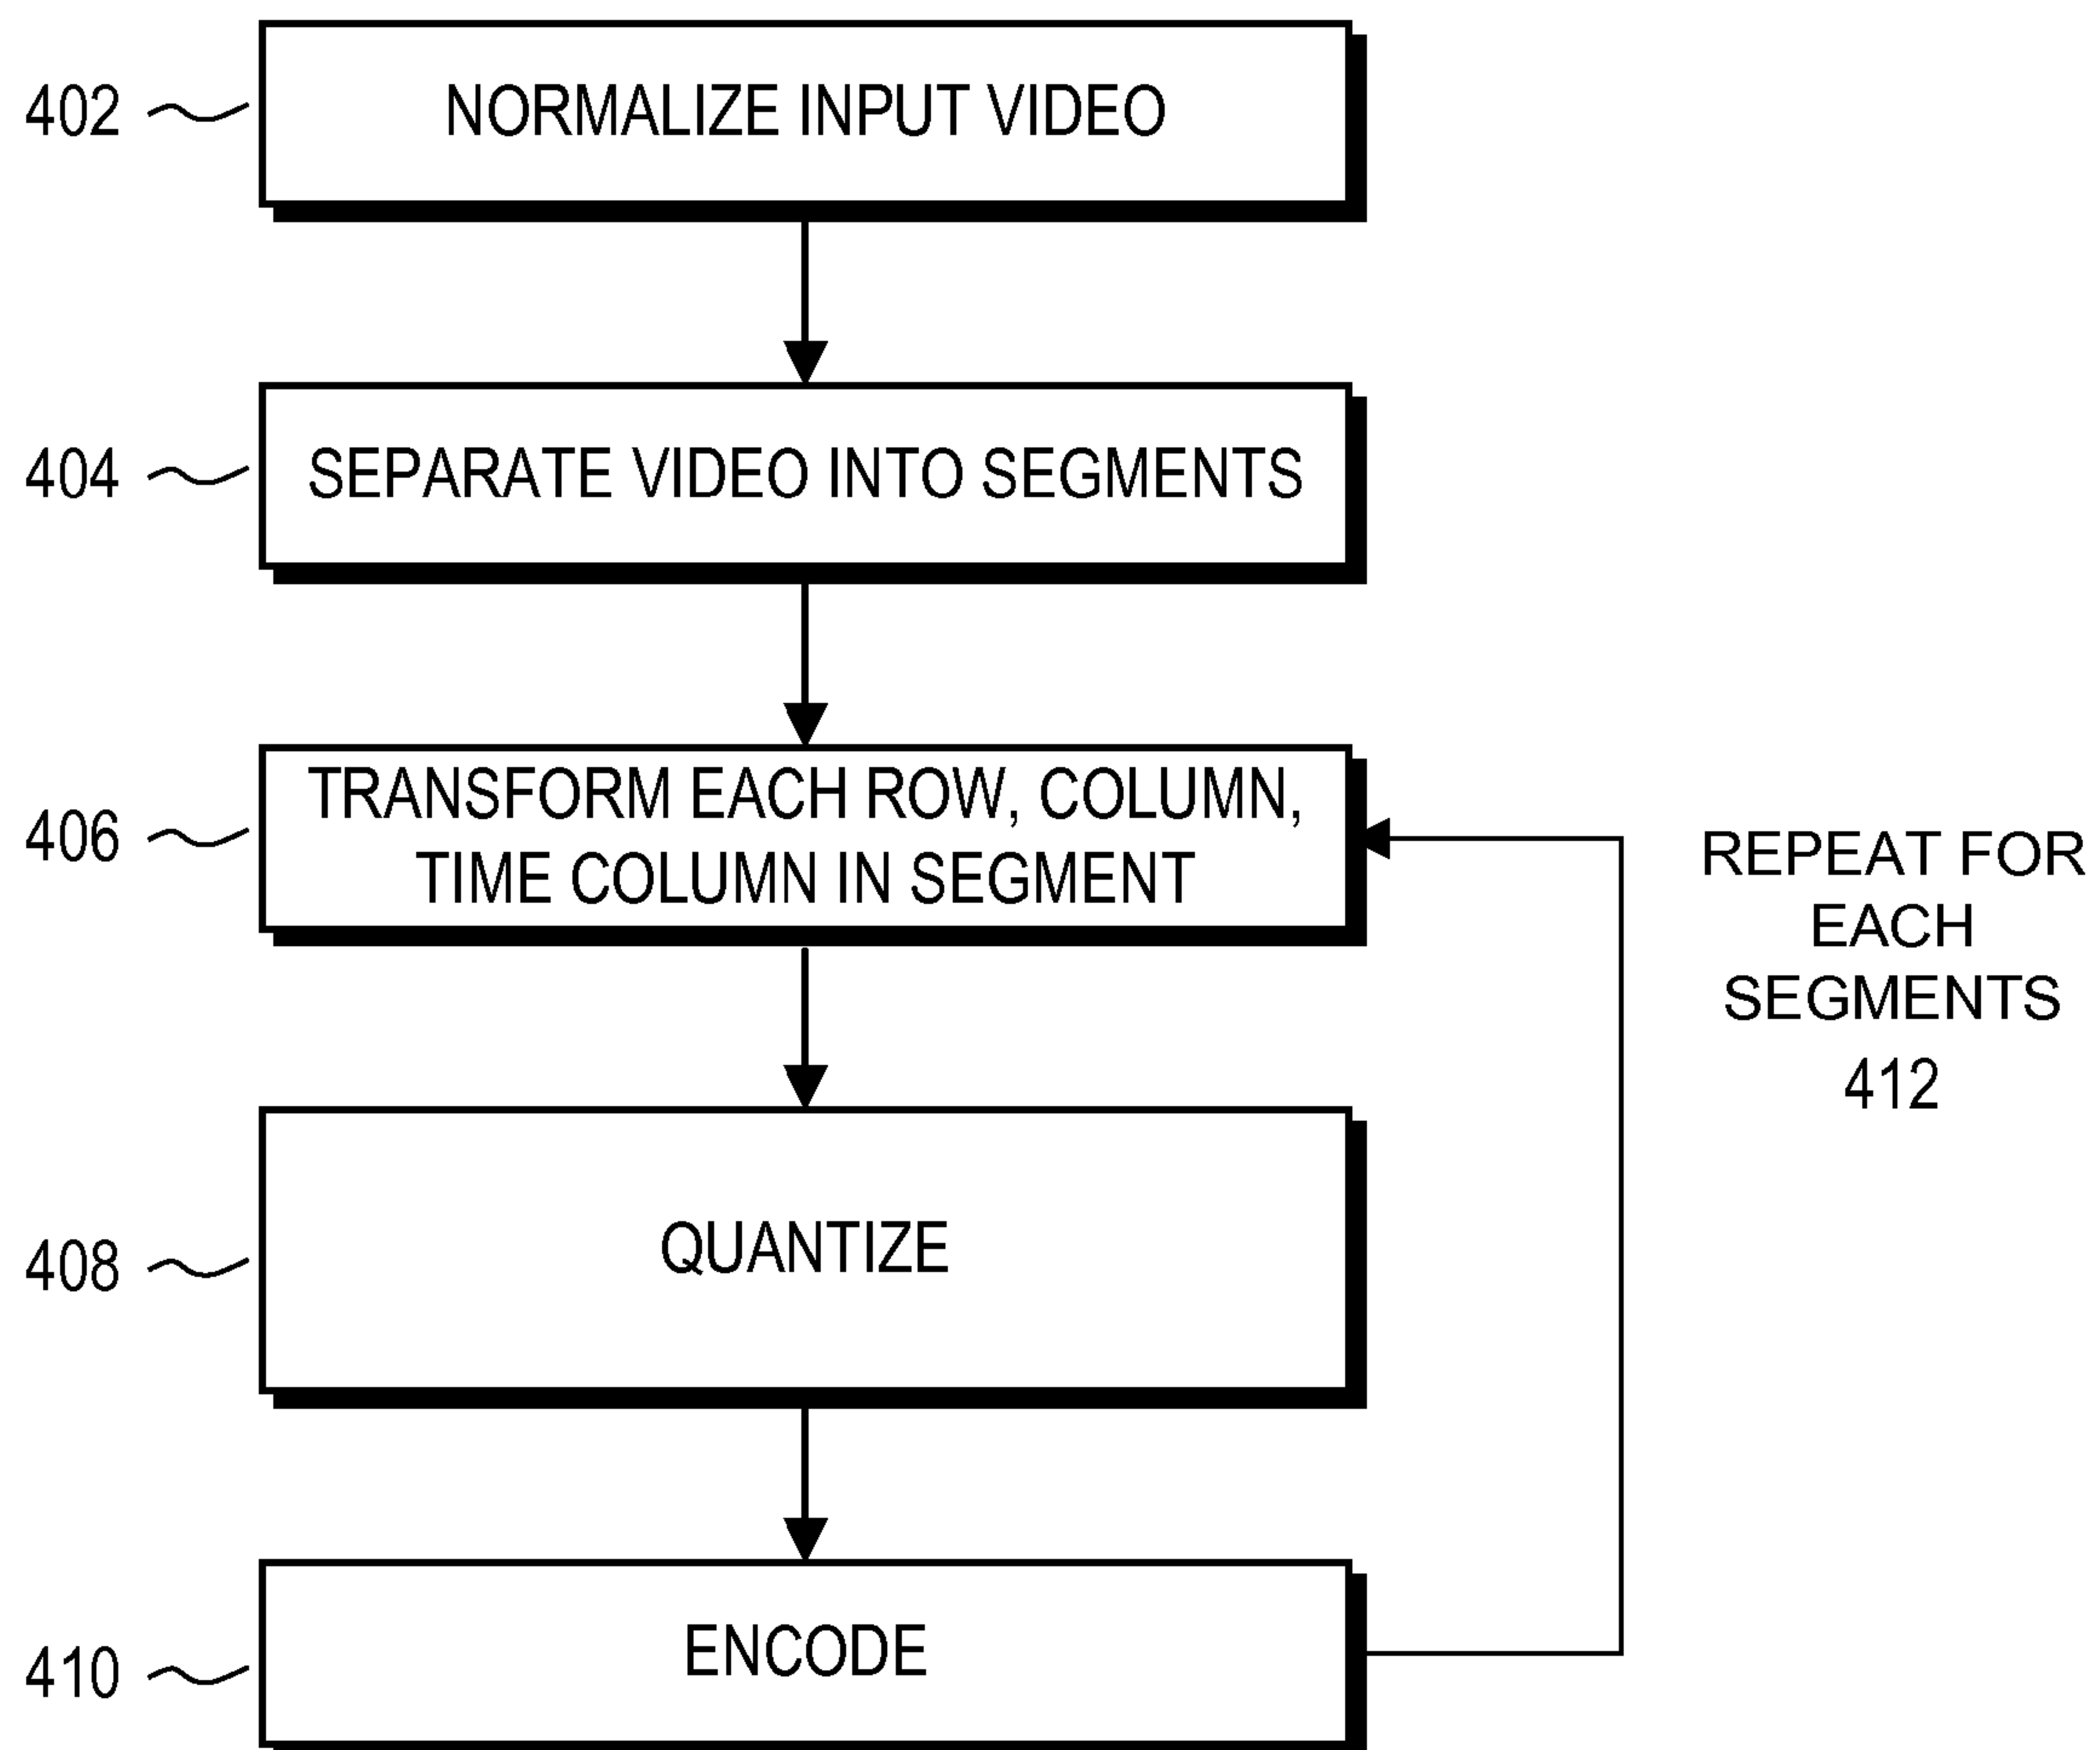 402
NORMALIZE INPUT VIDEO
404
SEPARATE VIDEO INTO SEGMENTS
406
TRANSFORM EACH ROW, COLUMN,
TIME COLUMN IN SEGMENT
REPEAT FOR
EACH
SEGMENTS
412
408
QUANTIZE
410
ENCODE